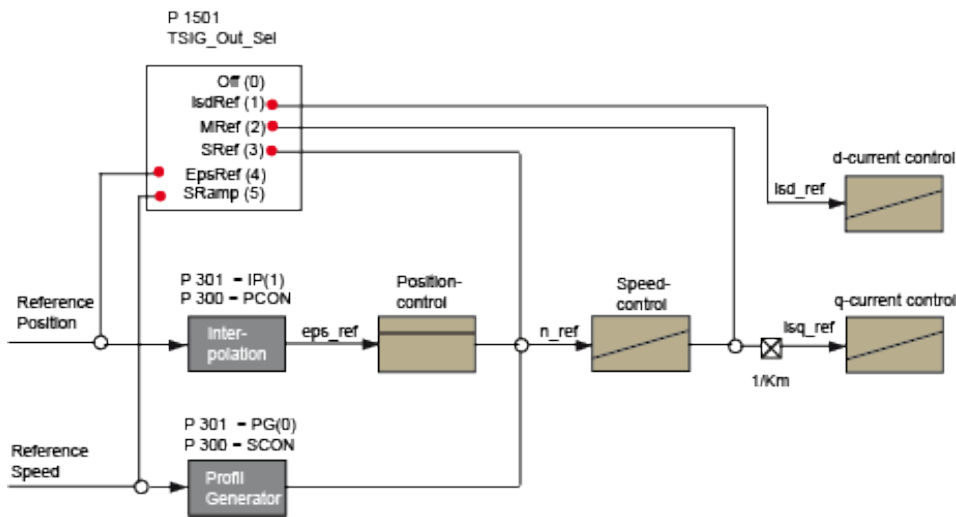 P 1501
TSIG_Out_Sel
Off (0)
IsdRef (1)
MRef (2)
SRef (3)
EpsRef (4)
SRamp (5)
d-current control
Isd_ref
P 301 = IP(1)
P 300 = PCON
Position-
control
Speed-
control
q-current control
Reference
Position
Inter-
polation
eps_ref
n_ref
Isq_ref
1/Km
P 301 = PG(0)
P 300 = SCON
Reference
Speed
Profil
Generator